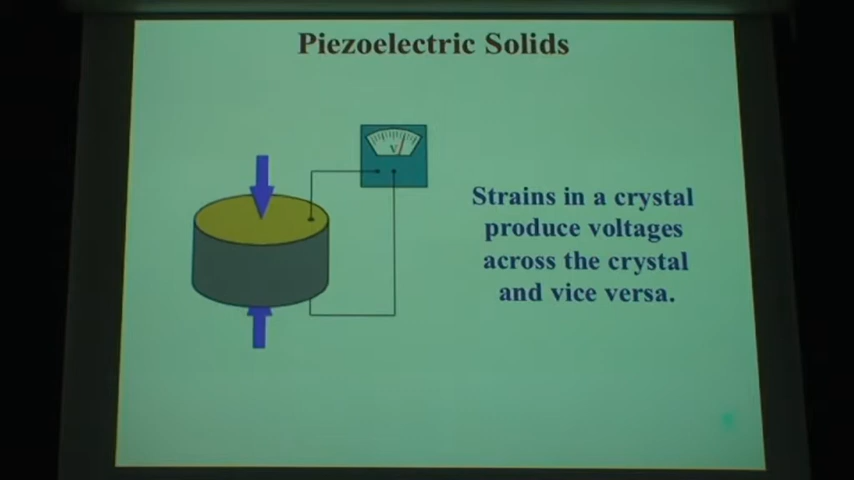 Piezoelectric Solids
V
Strains in a crystal
produce voltages
across the crystal
and vice versa.